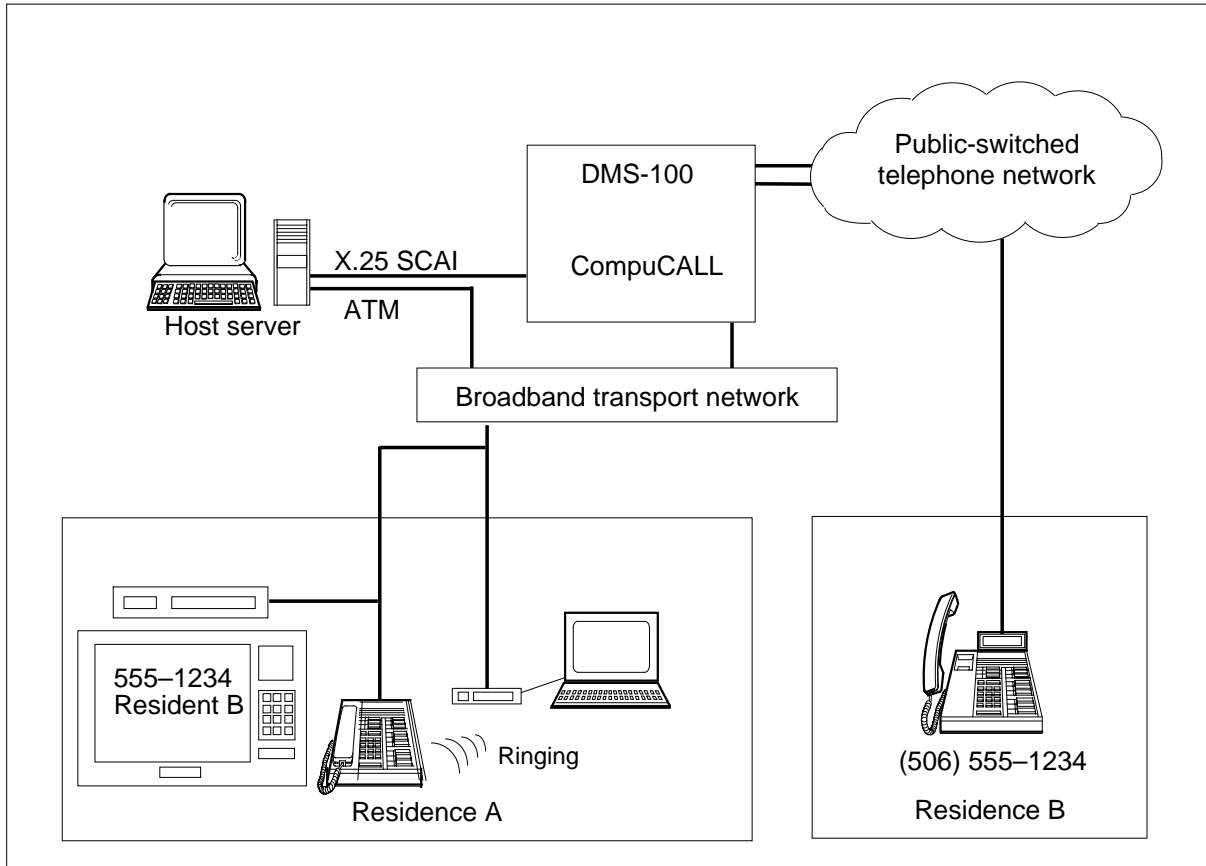 Public-switched
telephone network
DMS-100
CompuCALL
X.25 SCAI
ATM
Host server
Broadband transport network
555–1234
Resident B
Ringing
Residence A
(506) 555–1234
Residence B